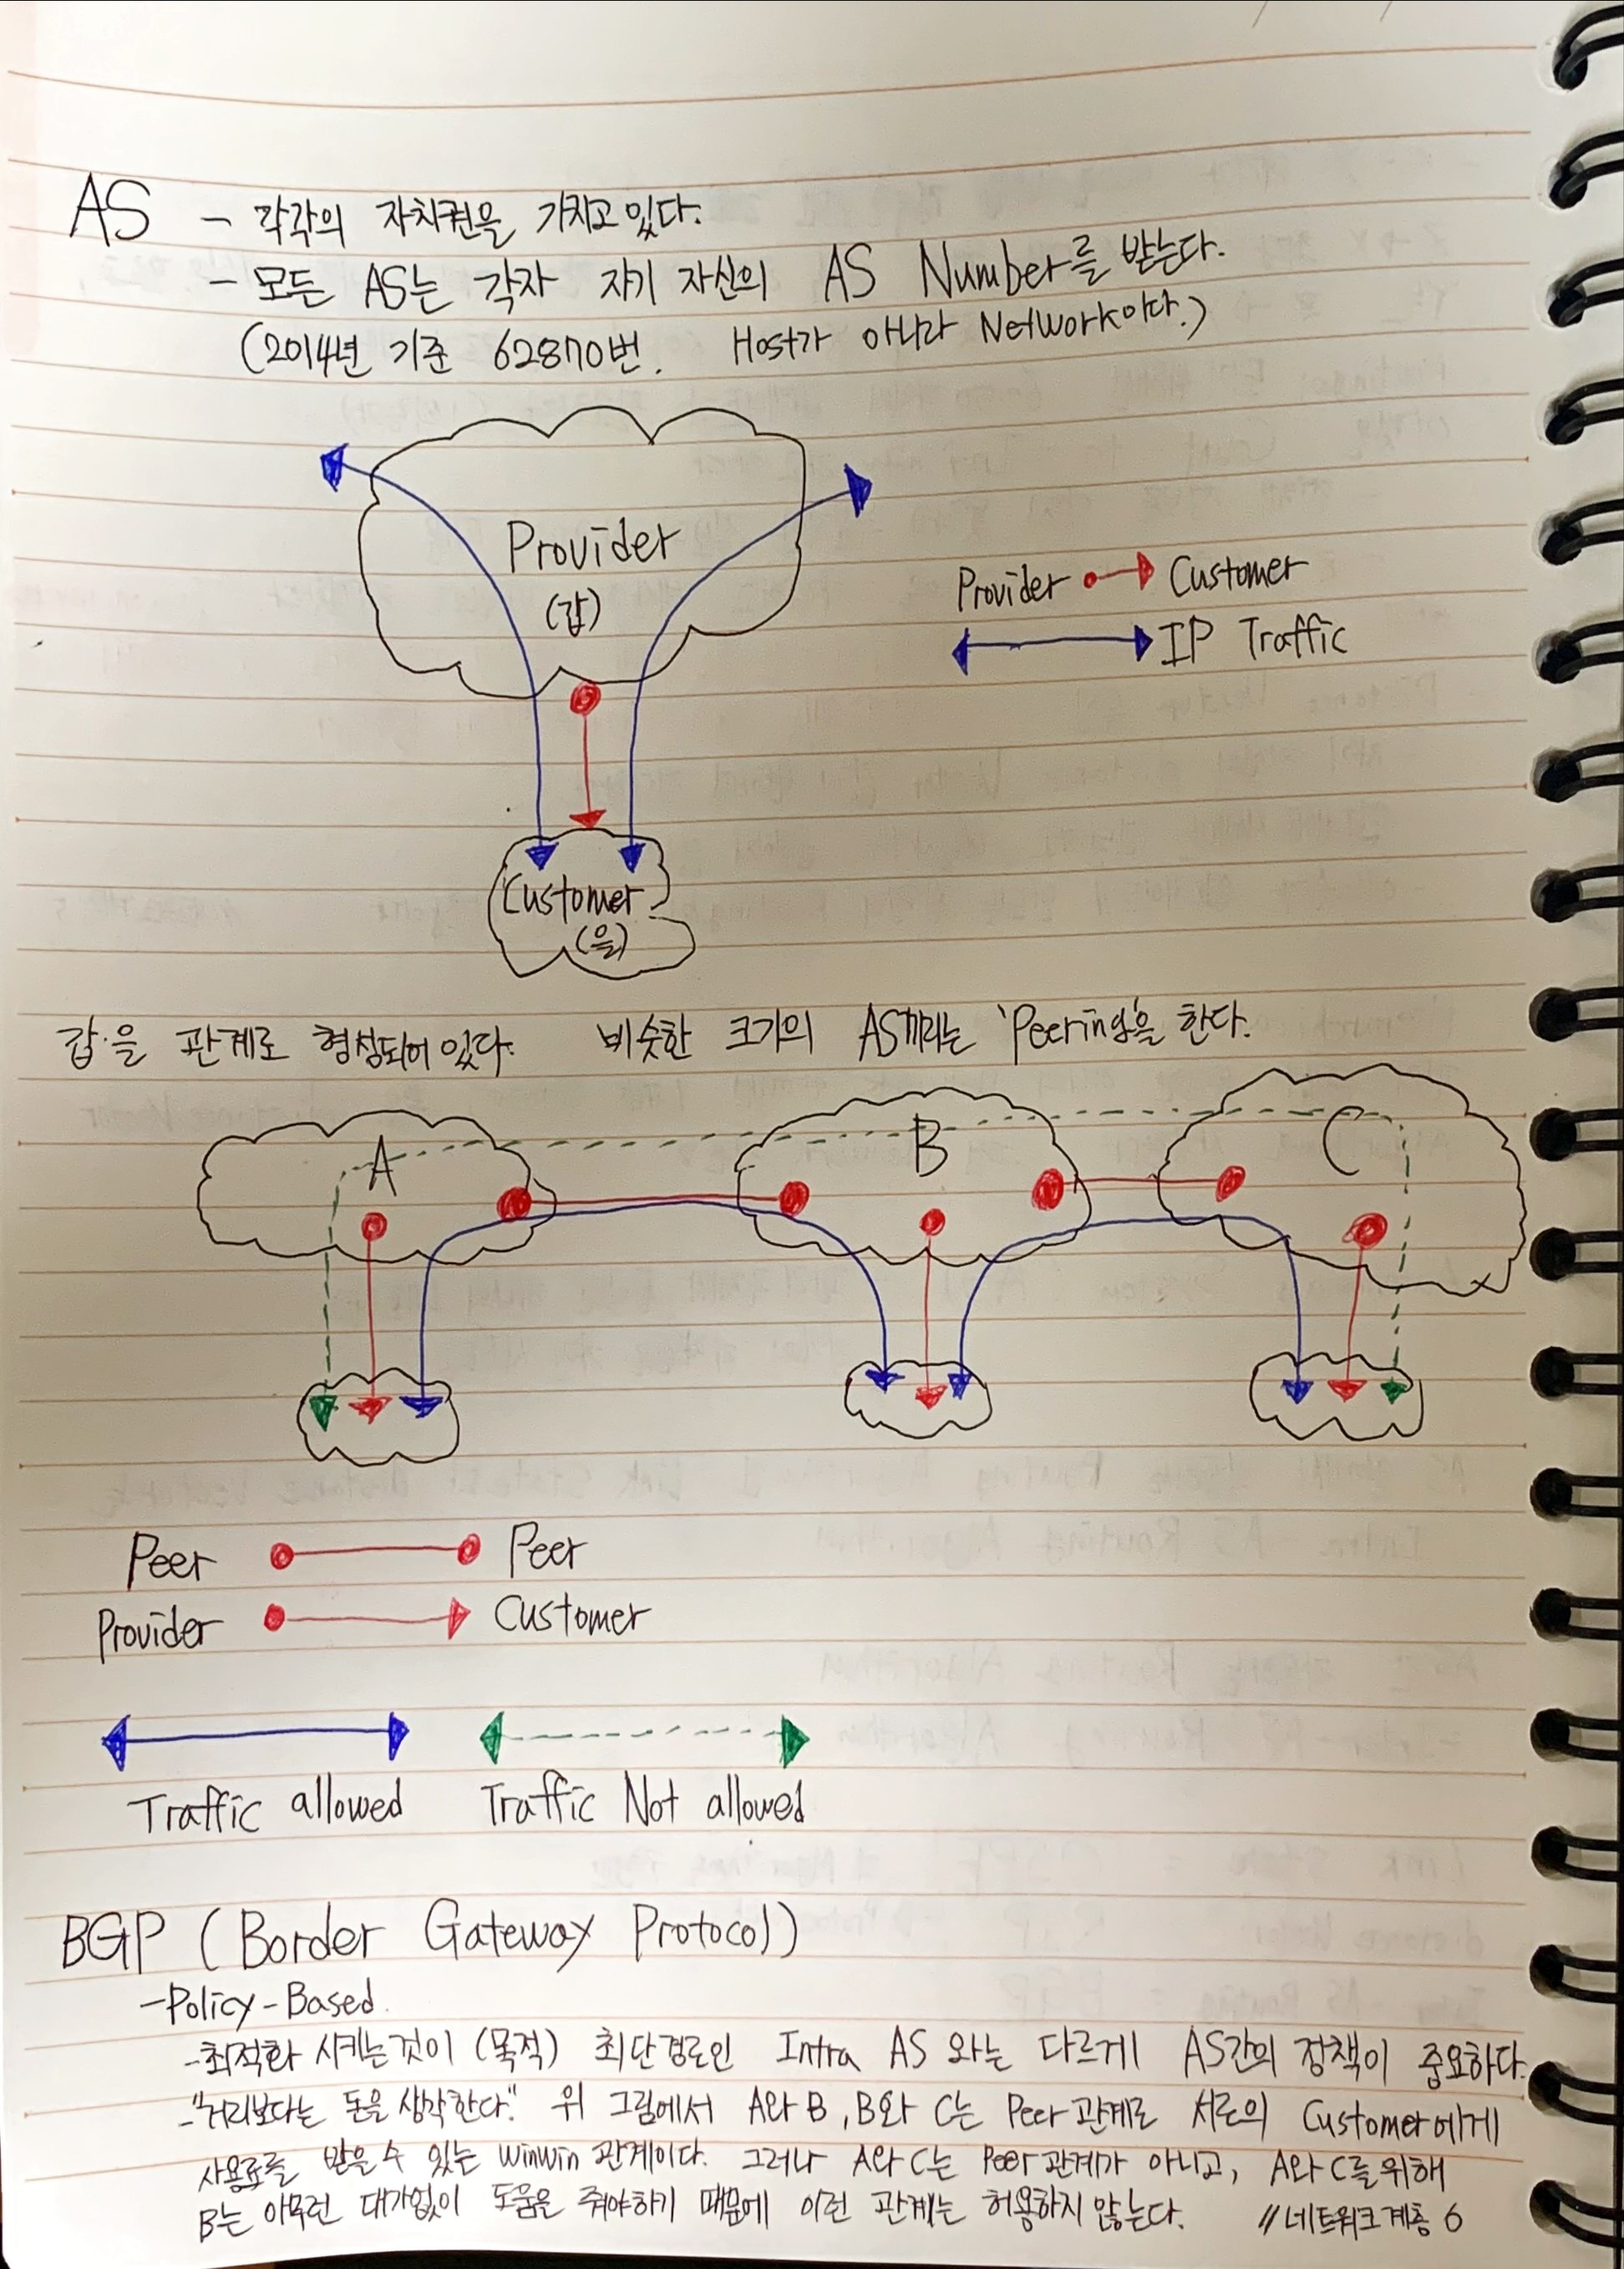 AS - 각각의 자치권을 가지고 있다.
- 모든 AS는 각자 자기 자신의 AS Number를 받는다.
(2014년 기준 62870번. Host가 아니라 Network이다.)
Provider
(갑)
Provider Customer
IP Traffic
Customer
(을)
갑·을 관계로 형성되어 있다. 비슷한 크기의 AS끼리는 'Peering'을 한다.
A B C
Peer Peer
Provider Customer
Traffic allowed Traffic Not allowed
BGP (Border Gateway Protocol)
-Policy-Based.
-최적화 시키는것이 (목적) 최단경로인 Intra AS 와는 다르게 AS간의 정책이 중요하다.
-"거리보다는 돈을 생각한다." 위 그림에서 A와 B, B와 C는 Peer 관계로 서로의 Customer에게
사용료를 받을 수 있는 WinWin 관계이다. 그러나 A와 C는 Peer 관계가 아니고, A와 C를 위해
B는 아무런 대가없이 도움을 줘야하기 때문에 이런 관계는 허용하지 않는다. //네트워크 계층 6